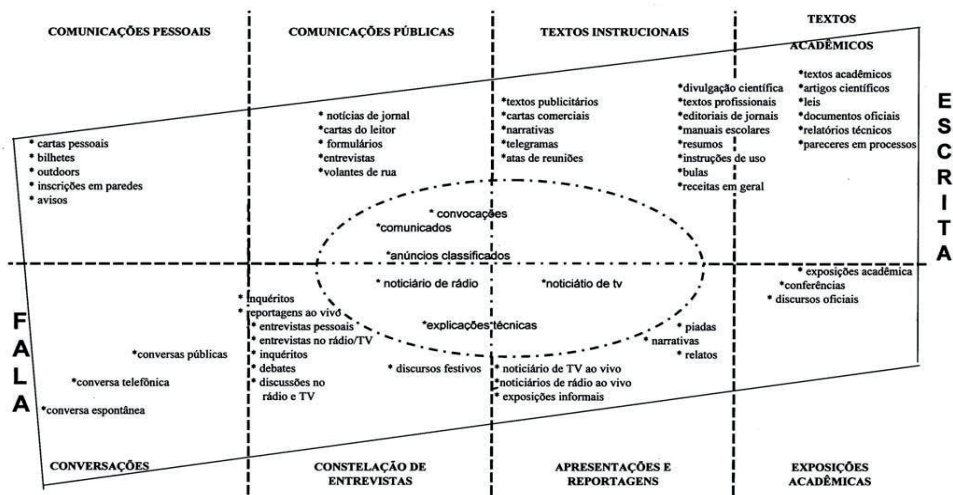 COMUNICAÇÕES PESSOAIS
COMUNICAÇÕES PÚBLICAS
TEXTOS INSTRUCIONAIS
TEXTOS
ACADÊMICOS
*cartas pessoais
* bilhetes
* outdoors
* inscrições em paredes
* avisos
* notícias de jornal
*cartas do leitor
* formulários
*entrevistas
*volantes de rua
*textos publicitários
*cartas comerciais
*narrativas
*telegramas
*atas de reuniões
*divulgação científica
*textos profissionais
*editoriais de jornais
*manuais escolares
*resumos
*instruções de uso
*bulas
*receitas em geral
*textos acadêmicos
*artigos científicos
*leis
*documentos oficiais
*relatórios técnicos
*pareceres em processos
ESCRITA
*convocações
*comunicados
*anúncios classificados
*noticiário de rádio
*noticiátio de tv
*explicações técnicas
* exposições acadêmica
*conferências
* discursos oficiais
FALA
*conversas públicas
*conversa telefônica
*conversa espontânea
*inquéritos
*reportagens ao vivo
* entrevistas pessoais
* entrevistas no rádio/TV
* inquéritos
* debates
* discussões no
rádio e TV
* discursos festivos
* piadas
* narrativas
* relatos
*noticiário de TV ao vivo
*noticiários de rádio ao vivo
* exposições informais
CONVERSAÇÕES
CONSTELAÇÃO DE
ENTREVISTAS
APRESENTAÇÕES E
REPORTAGENS
EXPOSIÇÕES
ACADÊMICAS